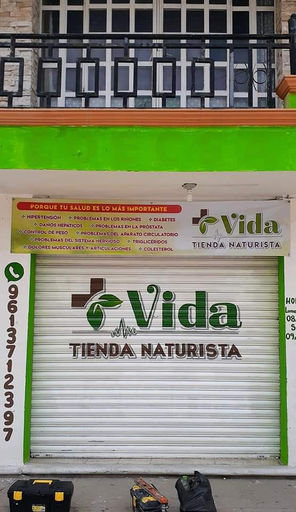 PORQUE TU SALUD ES LO MÁS IMPORTANTE
HIPERTENSIÓN PROBLEMAS EN LOS RIÑONES DIABETES
DAÑOS HEPATICOS PROBLEMAS EN LA PRÓSTATA
CONTROL DE PESO PROBLEMAS DEL APARATO CIRCULATORIO
PROBLEMAS DEL SISTEMA NERVIOSO TRIGLICÉRIDOS
DOLORES MUSCULARES Y ARTICULACIONES COLESTEROL
Vida
TIENDA NATURISTA
9613712397
Vida
TIENDA NATURISTA